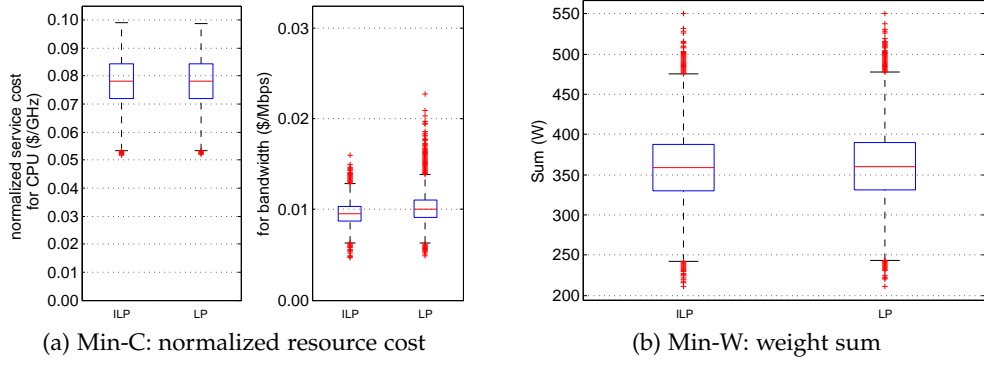 normalized service cost
for CPU ($/GHz)
0.10
0.09
0.08
0.07
0.06
0.05
0.04
0.03
0.02
0.10
0.00
ILP LP
for bandwidth ($/Mbps)
0.03
0.02
0.01
0.00
ILP LP
(a) Min-C: normalized resource cost
Sum (W)
550
500
450
400
350
300
250
200
ILP LP
(b) Min-W: weight sum